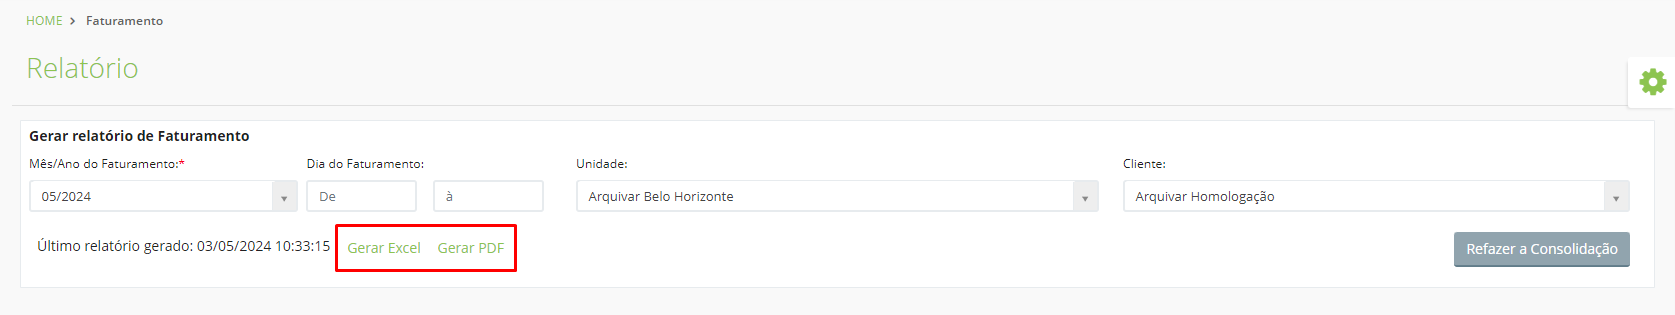 HOME > Faturamento
Relatório
Gerar relatório de Faturamento
Mês/Ano do Faturamento:* Dia do Faturamento: Unidade: Cliente:
05/2024 De à Arquivar Belo Horizonte Arquivar Homologação
Último relatório gerado: 03/05/2024 10:33:15 Gerar Excel Gerar PDF Refazer a Consolidação